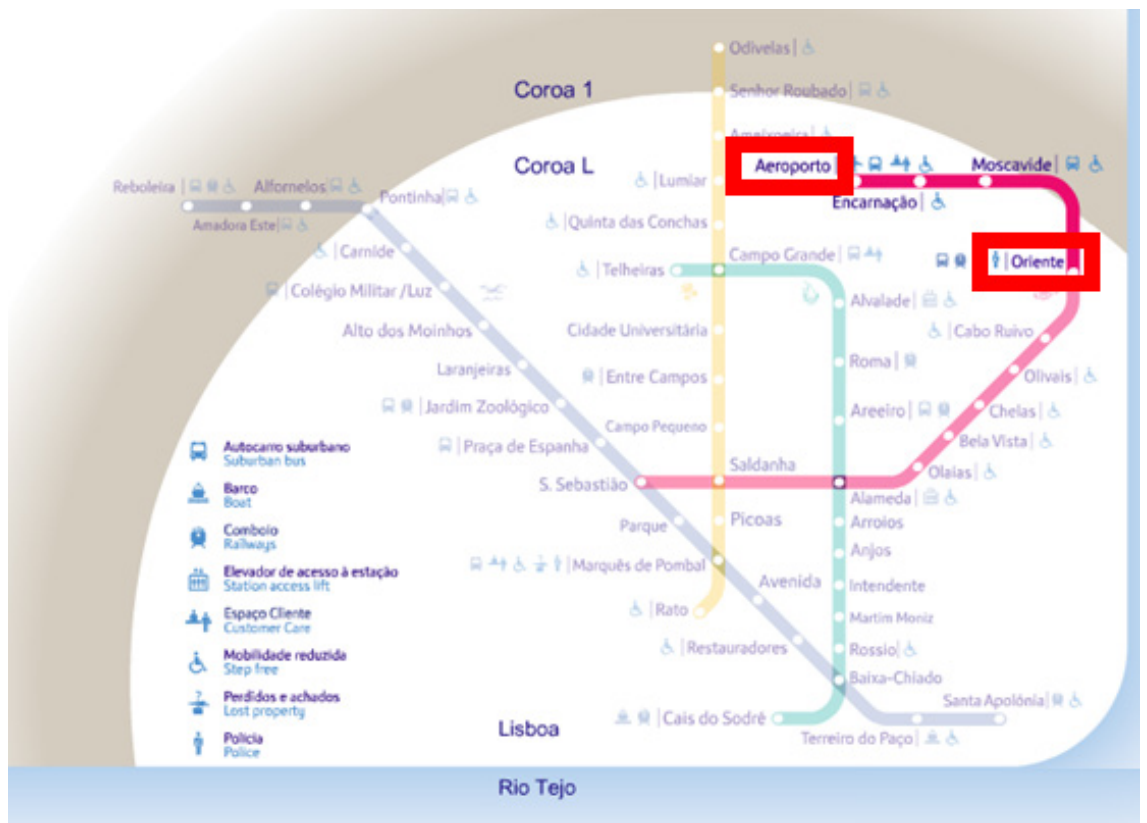 Odivelas
Coroa 1
Senhor Roubado
Ameixoeira
Coroa L
Aeroporto
Moscavide
Reboleira
Alfornelos
Pontinha
Lumiar
Encarnação
Amadora Este
Quinta das Conchas
Carnide
Campo Grande
Oriente
Telheiras
Colégio Militar /Luz
Alvalade
Alto dos Moinhos
Cidade Universitária
Cabo Ruivo
Laranjeiras
Roma
Entre Campos
Olivais
Jardim Zoológico
Areeiro
Chelas
Campo Pequeno
Praça de Espanha
Bela Vista
Saldanha
Olaias
S. Sebastião
Alameda
Parque
Picoas
Arroios
Anjos
Marquês de Pombal
Avenida
Intendente
Rato
Martim Moniz
Restauradores
Rossio
Baixa-Chiado
Santa Apolónia
Cais do Sodré
Terreiro do Paço
Autocarro suburbano
Suburban bus
Barco
Boat
Comboio
Railways
Elevador de acesso à estação
Station access lift
Espaço Cliente
Customer Care
Mobilidade reduzida
Step free
Perdidos e achados
Lost property
Polícia
Police
Lisboa
Rio Tejo